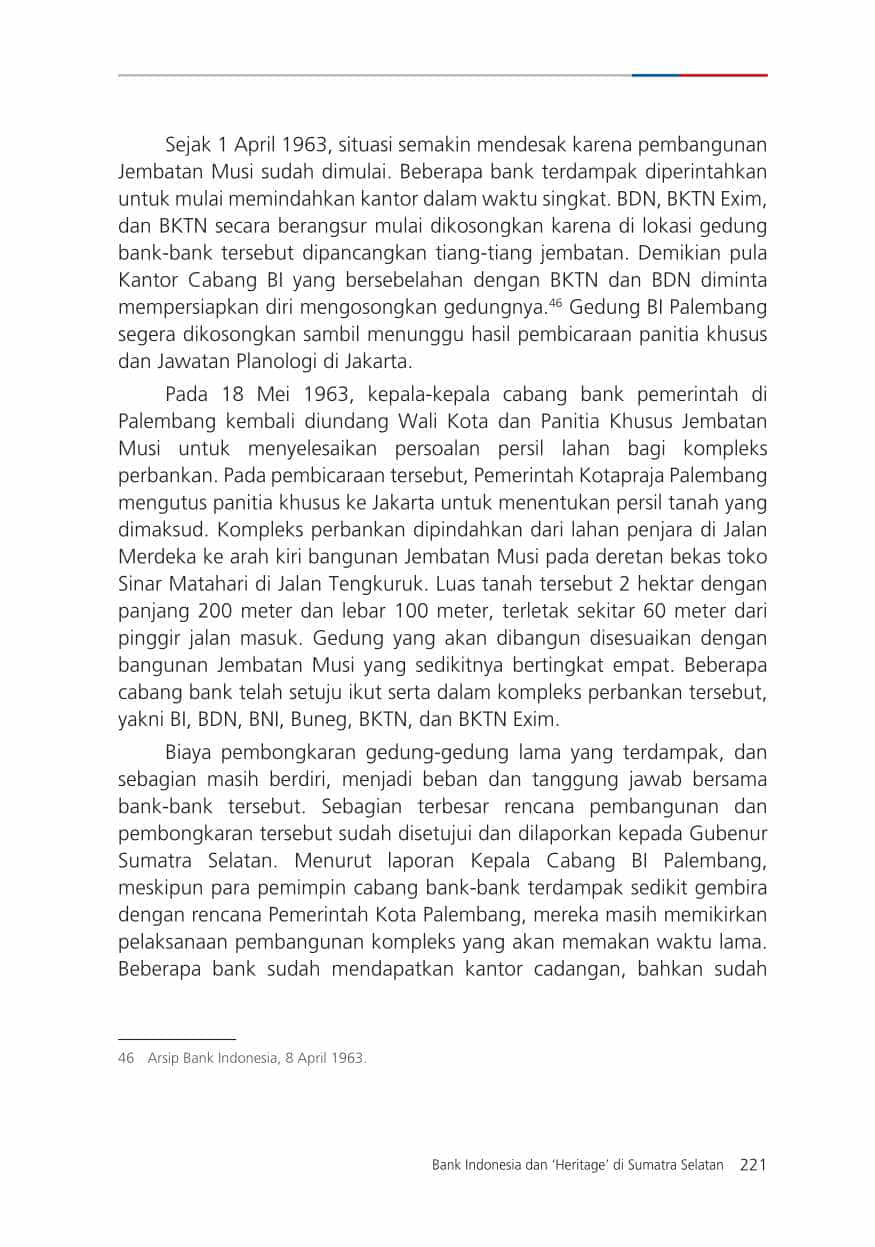 Sejak 1 April 1963, situasi semakin mendesak karena pembangunan
Jembatan Musi sudah dimulai. Beberapa bank terdampak diperintahkan
untuk mulai memindahkan kantor dalam waktu singkat. BDN, BKTN Exim,
dan BKTN secara berangsur mulai dikosongkan karena di lokasi gedung
bank-bank tersebut dipancangkan tiang-tiang jembatan. Demikian pula
Kantor Cabang BI yang bersebelahan dengan BKTN dan BDN diminta
mempersiapkan diri mengosongkan gedungnya.46 Gedung BI Palembang
segera dikosongkan sambil menunggu hasil pembicaraan panitia khusus
dan Jawatan Planologi di Jakarta.
Pada 18 Mei 1963, kepala-kepala cabang bank pemerintah di
Palembang kembali diundang Wali Kota dan Panitia Khusus Jembatan
Musi untuk menyelesaikan persoalan persil lahan bagi kompleks
perbankan. Pada pembicaraan tersebut, Pemerintah Kotapraja Palembang
mengutus panitia khusus ke Jakarta untuk menentukan persil tanah yang
dimaksud. Kompleks perbankan dipindahkan dari lahan penjara di Jalan
Merdeka ke arah kiri bangunan Jembatan Musi pada deretan bekas toko
Sinar Matahari di Jalan Tengkuruk. Luas tanah tersebut 2 hektar dengan
panjang 200 meter dan lebar 100 meter, terletak sekitar 60 meter dari
pinggir jalan masuk. Gedung yang akan dibangun disesuaikan dengan
bangunan Jembatan Musi yang sedikitnya bertingkat empat. Beberapa
cabang bank telah setuju ikut serta dalam kompleks perbankan tersebut,
yakni BI, BDN, BNI, Buneg, BKTN, dan BKTN Exim.
Biaya pembongkaran gedung-gedung lama yang terdampak, dan
sebagian masih berdiri, menjadi beban dan tanggung jawab bersama
bank-bank tersebut. Sebagian terbesar rencana pembangunan dan
pembongkaran tersebut sudah disetujui dan dilaporkan kepada Gubenur
Sumatra Selatan. Menurut laporan Kepala Cabang BI Palembang,
meskipun para pemimpin cabang bank-bank terdampak sedikit gembira
dengan rencana Pemerintah Kota Palembang, mereka masih memikirkan
pelaksanaan pembangunan kompleks yang akan memakan waktu lama.
Beberapa bank sudah mendapatkan kantor cadangan, bahkan sudah
46 Arsip Bank Indonesia, 8 April 1963.
Bank Indonesia dan ‘Heritage’ di Sumatra Selatan 221